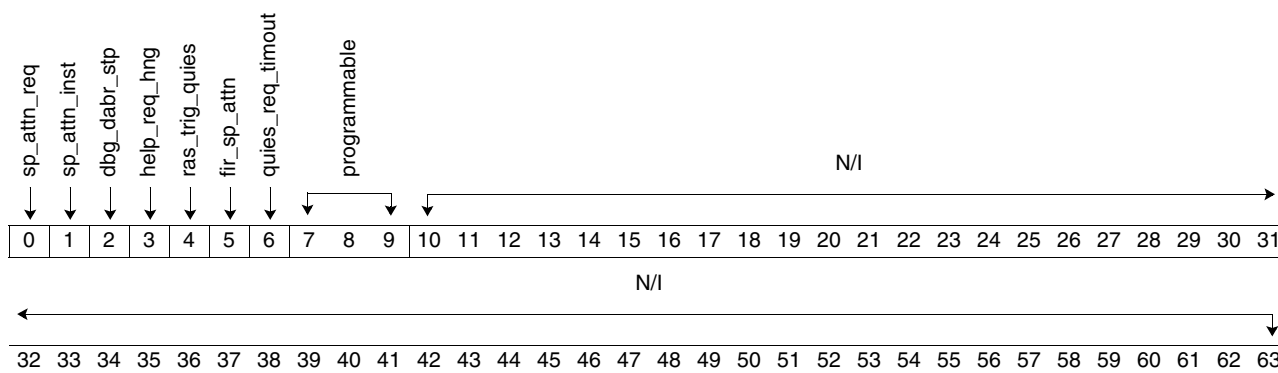 sp_attn_req
sp_attn_inst
dbg_dabr_stp
help_req_hng
ras_trig_quies
fir_sp_attn
quies_req_timout
programmable
N/I
0 1 2 3 4 5 6 7 8 9 10 11 12 13 14 15 16 17 18 19 20 21 22 23 24 25 26 27 28 29 30 31
N/I
32 33 34 35 36 37 38 39 40 41 42 43 44 45 46 47 48 49 50 51 52 53 54 55 56 57 58 59 60 61 62 63